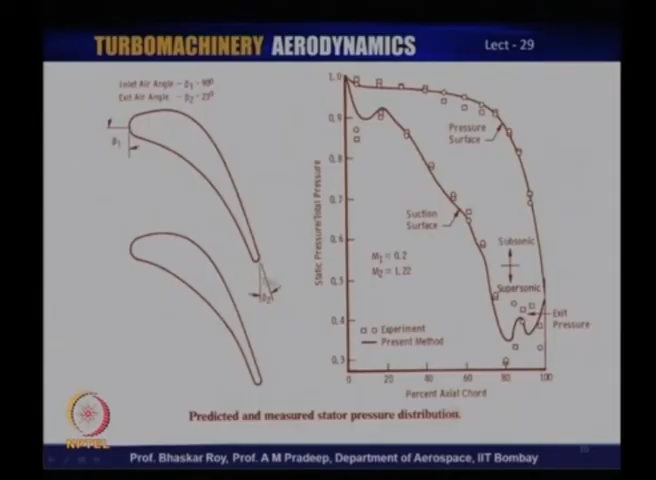 TURBOMACHINERY AERODYNAMICS
Lect - 29
Inlet Air Angle - β1 - 90°
Exit Air Angle - β2 - 23°
β1
β2
1.0
0.9
0.8
0.7
0.6
0.5
0.4
0.3
Static Pressure/Total Pressure
Pressure
Surface
Suction
Surface
M1 = 0.2
M2 = 1.22
Subsonic
Supersonic
Exit
Pressure
Experiment
Present Method
0 20 40 60 80 100
Percent Axial Chord
Predicted and measured stator pressure distribution.
NPTEL
Prof. Bhaskar Roy, Prof. A M Pradeep, Department of Aerospace, IIT Bombay